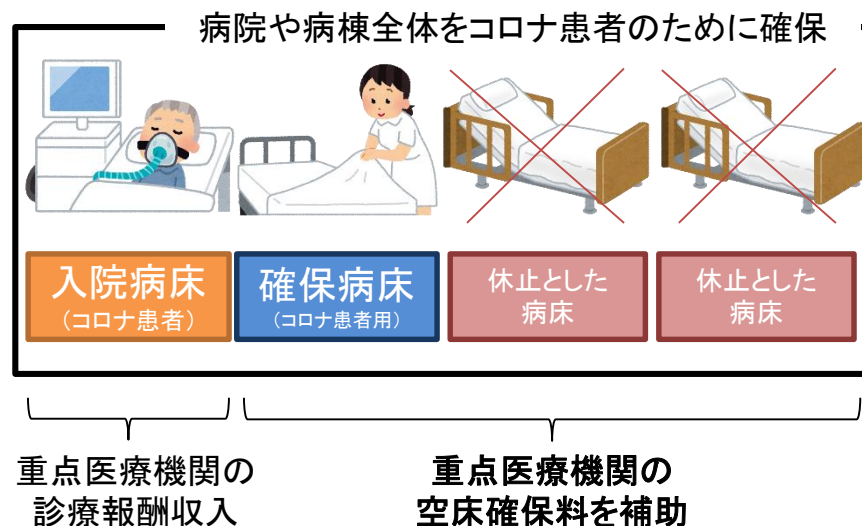 病院や病棟全体をコロナ患者のために確保
入院病床
（コロナ患者）
確保病床
（コロナ患者用）
休止とした
病床
休止とした
病床
重点医療機関の
診療報酬収入
重点医療機関の
空床確保料を補助